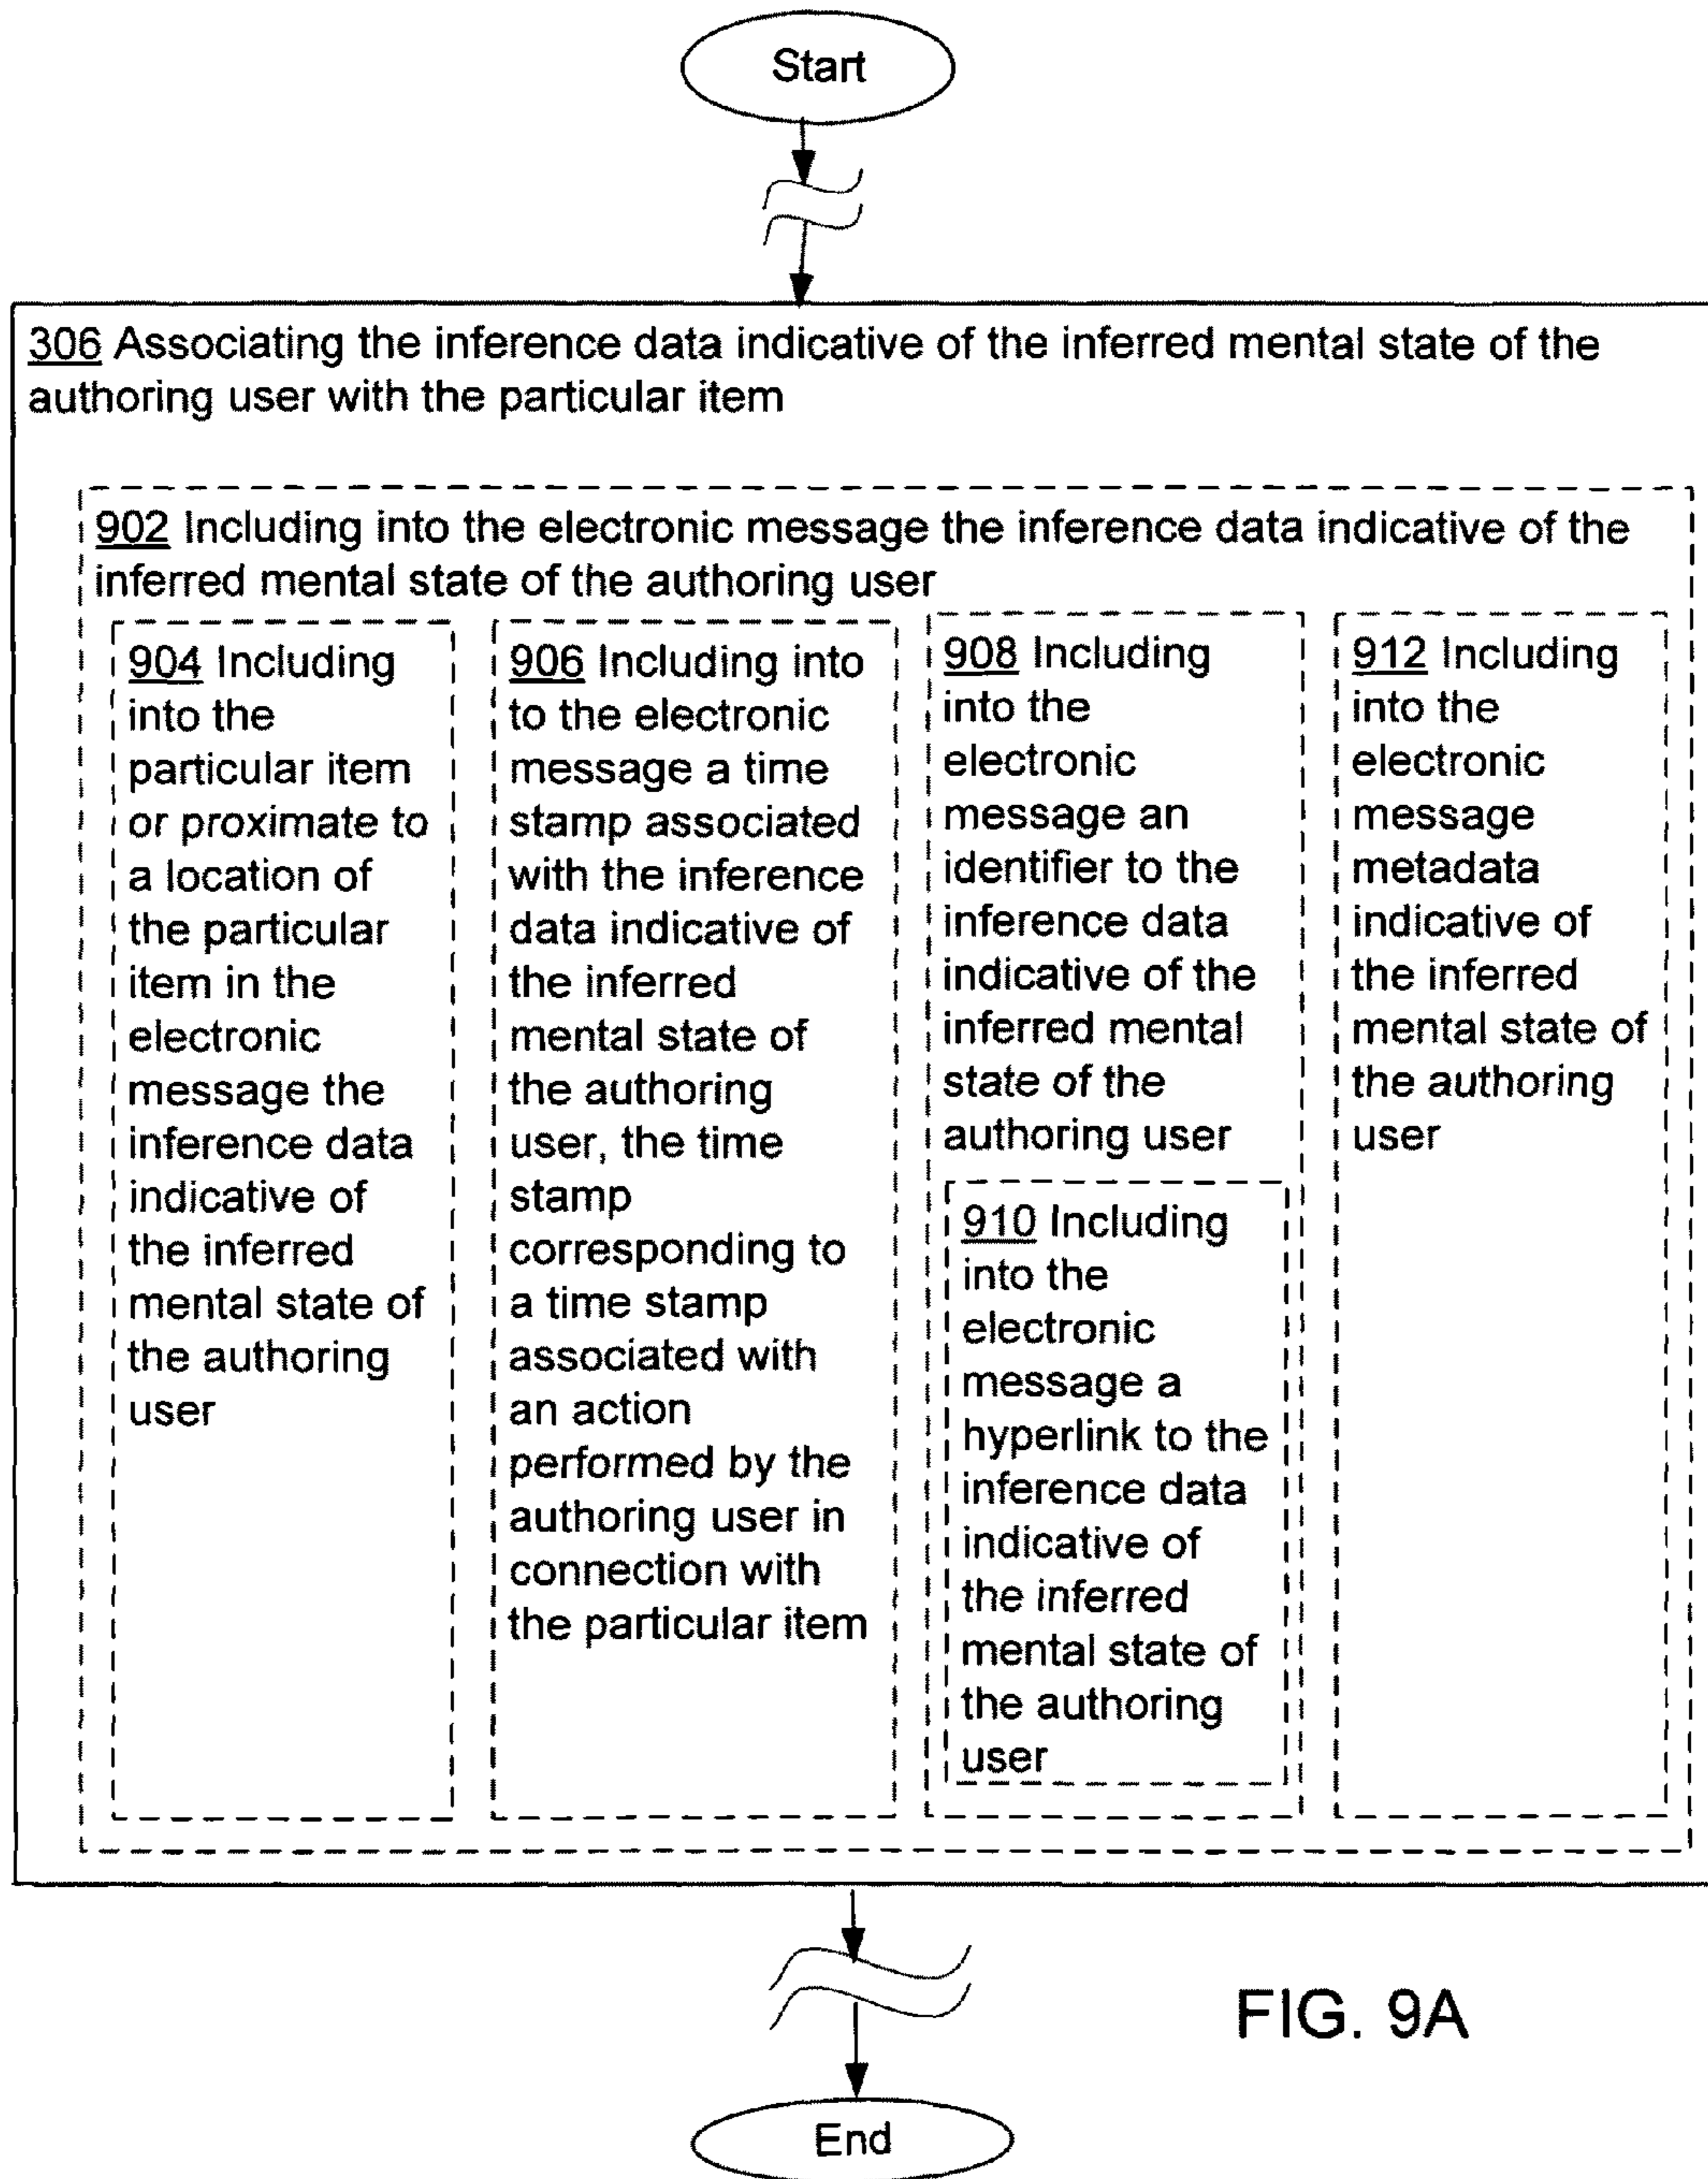 Start
306 Associating the inference data indicative of the inferred mental state of the
authoring user with the particular item
902 Including into the electronic message the inference data indicative of the
inferred mental state of the authoring user
904 Including
into the
particular item
or proximate to
a location of
the particular
item in the
electronic
message the
inference data
indicative of
the inferred
mental state of
the authoring
user
906 Including into
to the electronic
message a time
stamp associated
with the inference
data indicative of
the inferred
mental state of
the authoring
user, the time
stamp
corresponding to
a time stamp
associated with
an action
performed by the
authoring user in
connection with
the particular item
908 Including
into the
electronic
message an
identifier to the
inference data
indicative of the
inferred mental
state of the
authoring user
910 Including
into the
electronic
message a
hyperlink to the
inference data
indicative of
the inferred
mental state of
the authoring
user
912 Including
into the
electronic
message
metadata
indicative of
the inferred
mental state of
the authoring
user
FIG. 9A
End